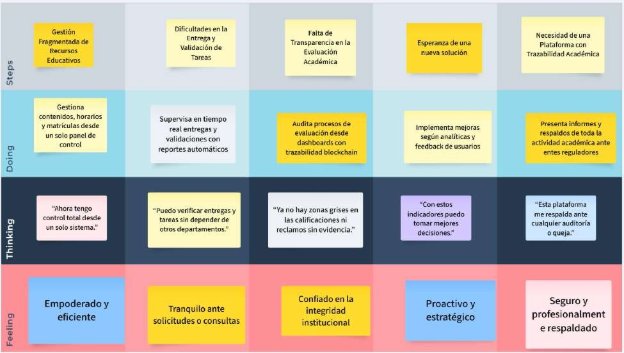 Steps
Gestión
Fragmentada de
Recursos
Educativos
Dificultades en la
Entrega y
Validación de
Tareas
Falta de
Transparencia en la
Evaluación
Académica
Esperanza de una
nueva solución
Necesidad de una
Plataforma con
Trazabilidad Académica
Doing
Gestiona
contenidos, horarios
y matrículas desde
un solo panel de
control
Supervisa en tiempo
real entregas y
validaciones con
reportes automáticos
Audita procesos de
evaluación desde
dashboards con
trazabilidad blockchain
Implementa mejoras
según analíticas y
feedback de usuarios
Presenta informes y
respaldos de toda la
actividad académica ante
entes reguladores
Thinking
"Ahora tengo
control total desde
un solo sistema."
"Puedo verificar entregas y
tareas sin depender de
otros departamentos."
"Ya no hay zonas grises en
las calificaciones ni
reclamos sin evidencia."
"Con estos
indicadores puedo
tomar mejores
decisiones."
"Esta plataforma
me respalda ante
cualquier auditoría
o queja."
Feeling
Empoderado y
eficiente
Tranquilo ante
solicitudes o consultas
Confiado en la
integridad
institucional
Proactivo y
estratégico
Seguro y
profesionalment
e respaldado